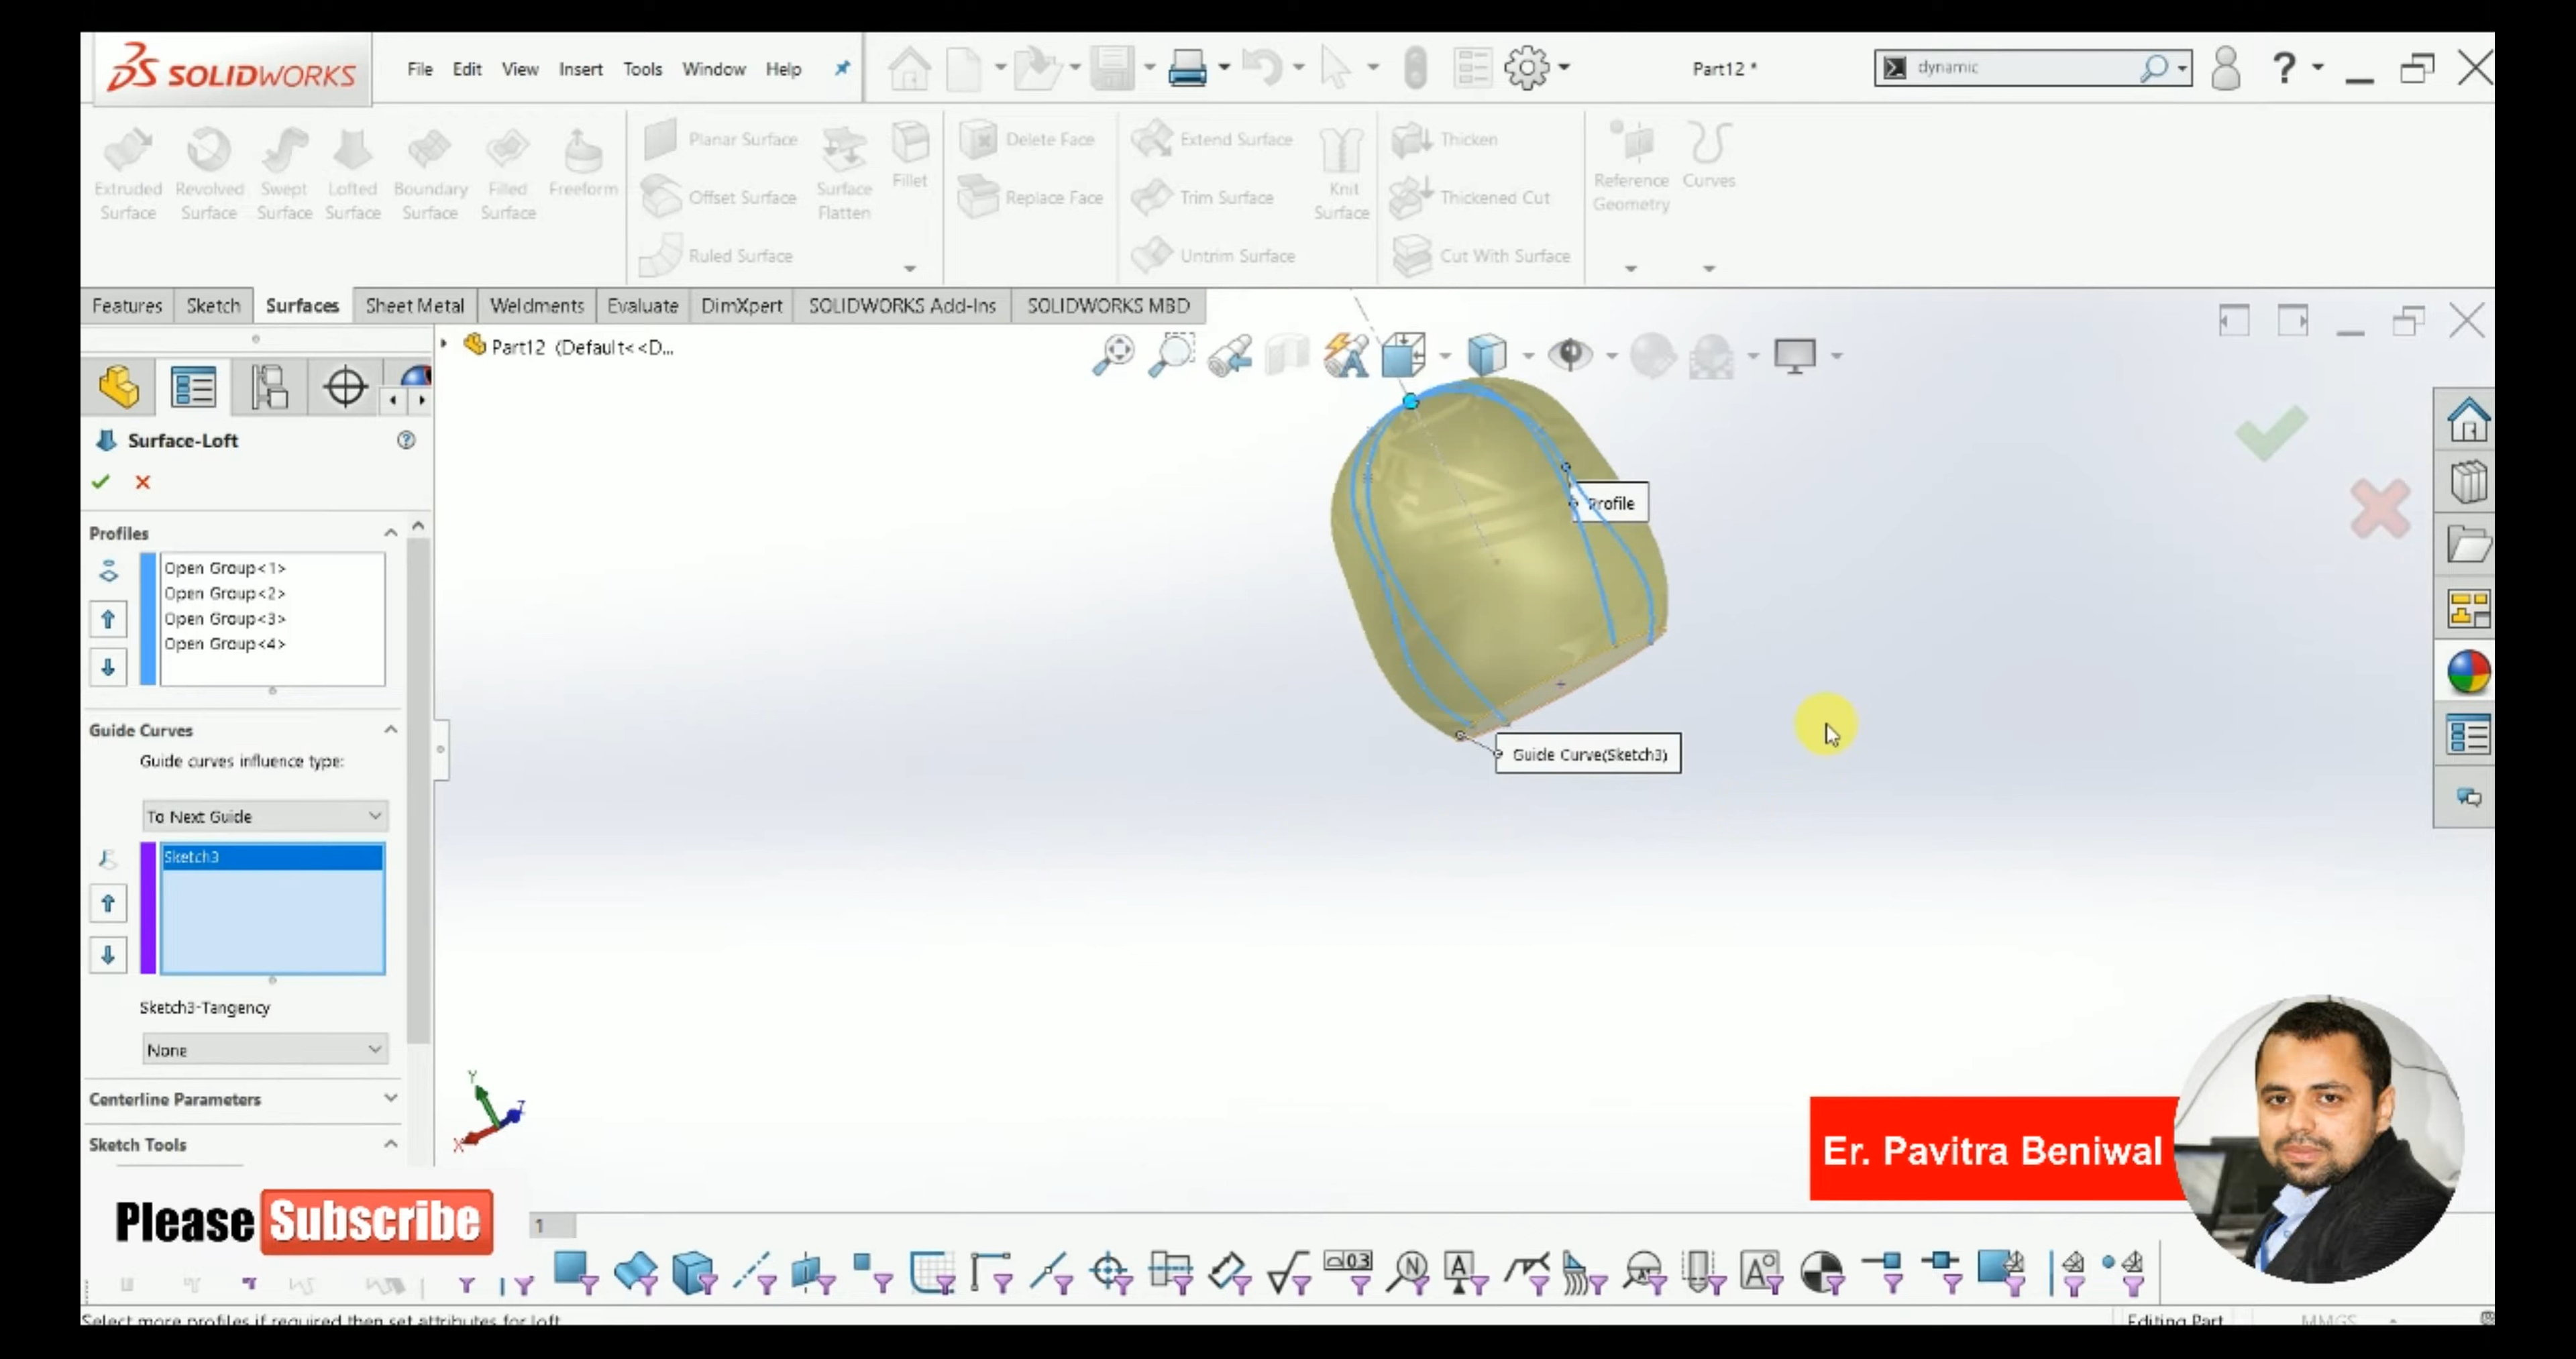 SOLIDWORKS
File Edit View Insert Tools Window Help
Part12 *
dynamic
?
Extruded Surface
Revolved Surface
Swept Surface
Lofted Surface
Boundary Surface
Filled Surface
Freeform
Planar Surface
Offset Surface
Ruled Surface
Surface Flatten
Fillet
Delete Face
Replace Face
Extend Surface
Trim Surface
Untrim Surface
Knit Surface
Thicken
Thickened Cut
Cut With Surface
Reference Geometry
Curves
Features Sketch Surfaces Sheet Metal Weldments Evaluate DimXpert SOLIDWORKS Add-Ins SOLIDWORKS MBD
Part12 (Default<<D...
Surface-Loft
Profiles
Open Group<1>
Open Group<2>
Open Group<3>
Open Group<4>
Guide Curves
Guide curves influence type:
To Next Guide
Sketch3
Sketch3-Tangency
None
Centerline Parameters
Sketch Tools
Profile
Guide Curve(Sketch3)
Y
Z
X
Er. Pavitra Beniwal
Please Subscribe
1
Select more profiles if required then set attributes for loft
Editing Part
MMGS